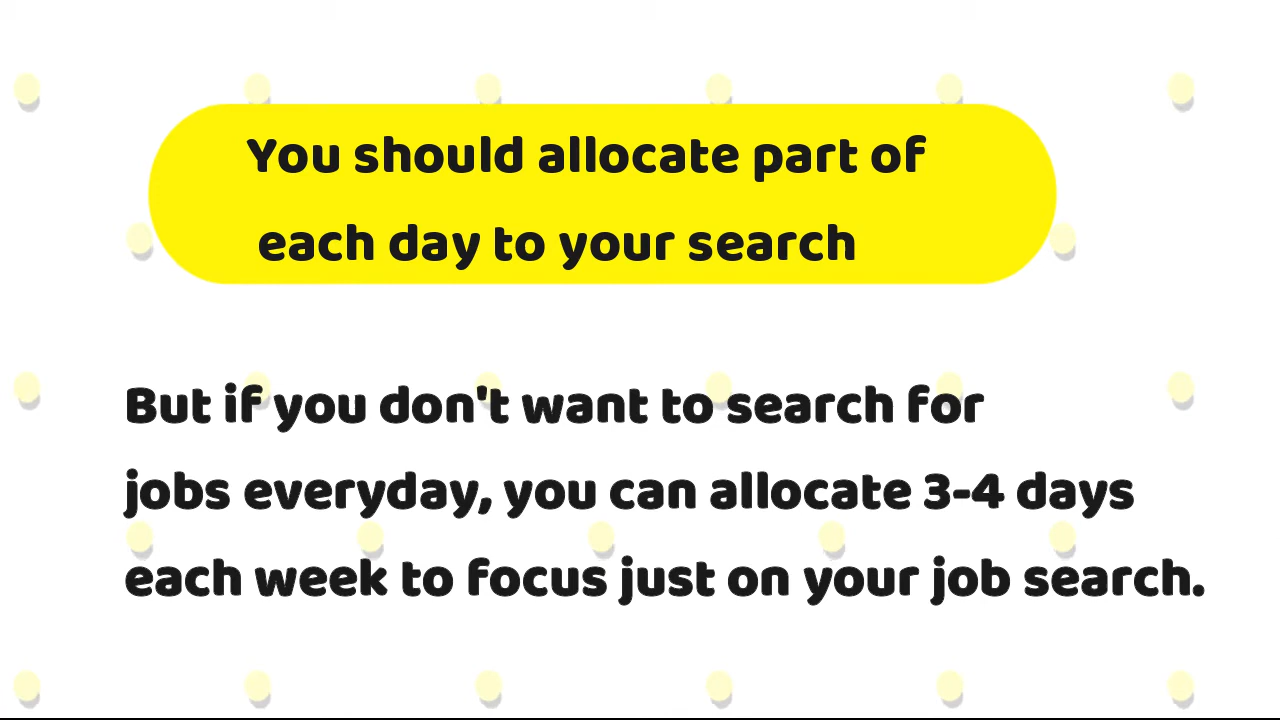 You should allocate part of
each day to your search
But if you don't want to search for
jobs everyday, you can allocate 3-4 days
each week to focus just on your job search.